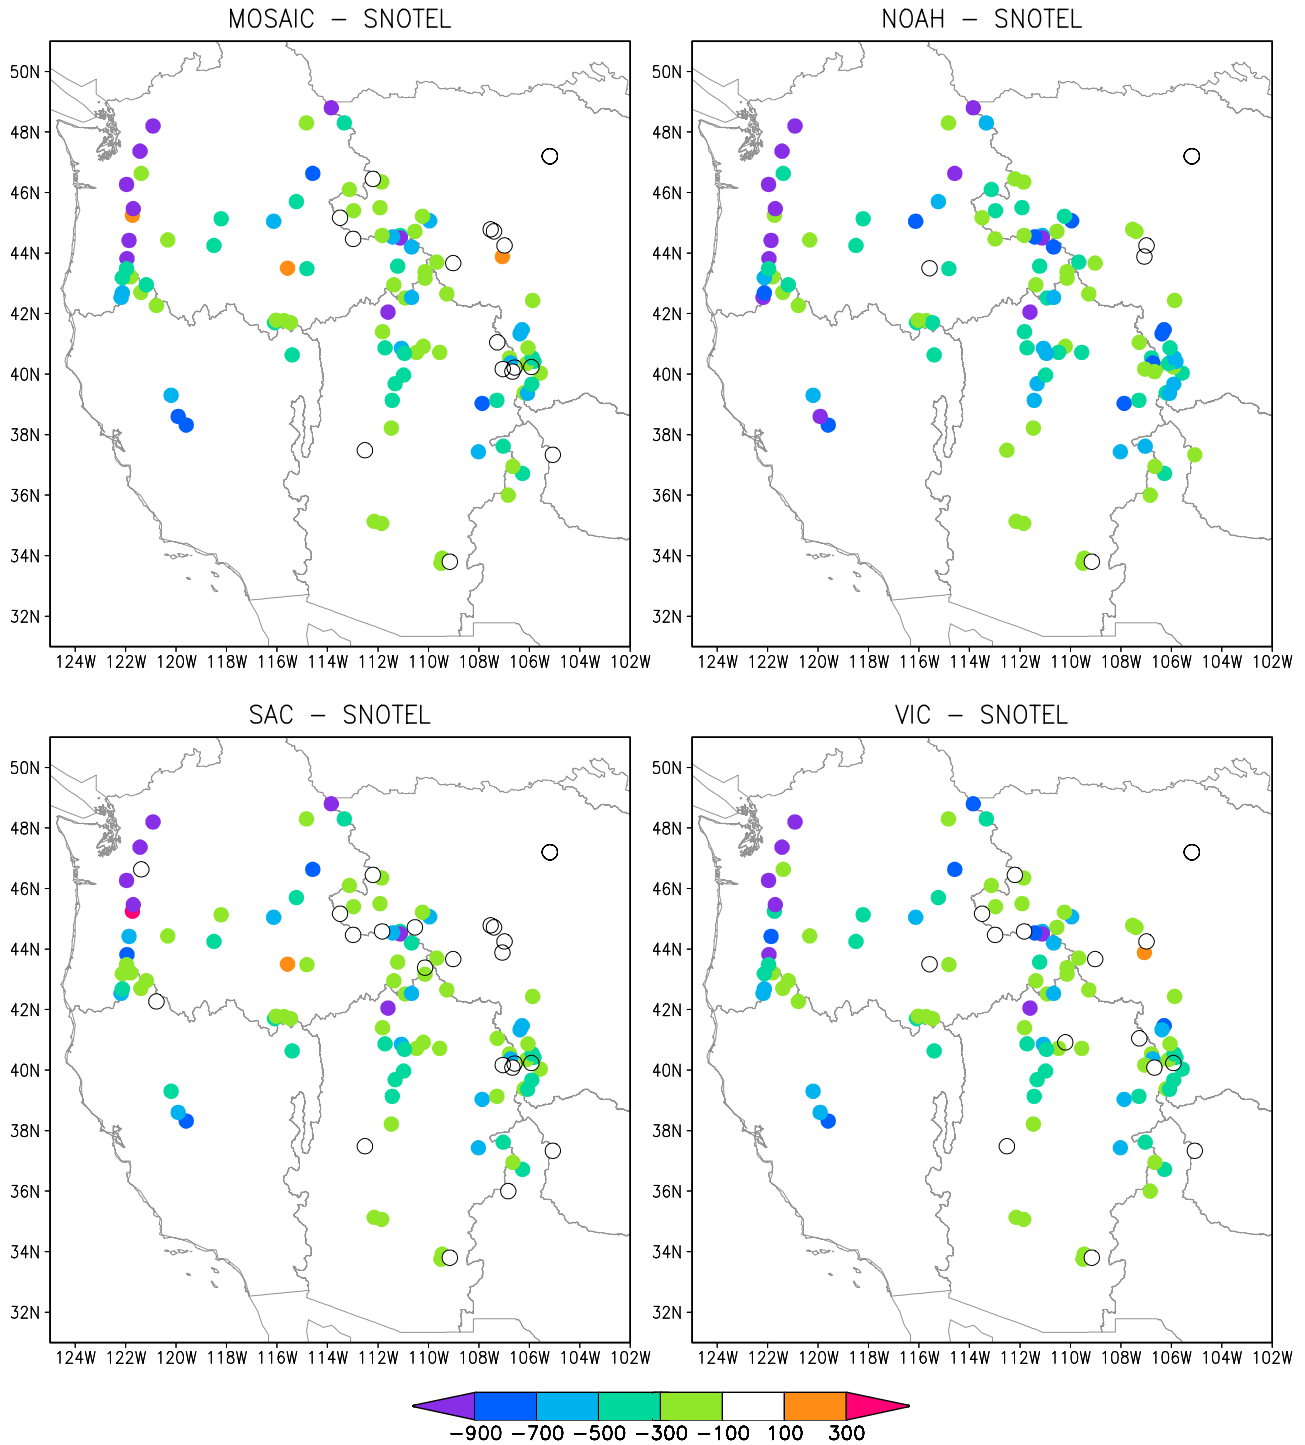 MOSAIC – SNOTEL
NOAH – SNOTEL
50N
48N
46N
44N
42N
40N
38N
36N
34N
32N
124W 122W 120W 118W 116W 114W 112W 110W 108W 106W 104W 102W
50N
48N
46N
44N
42N
40N
38N
36N
34N
32N
124W 122W 120W 118W 116W 114W 112W 110W 108W 106W 104W 102W
SAC – SNOTEL
VIC – SNOTEL
50N
48N
46N
44N
42N
40N
38N
36N
34N
32N
124W 122W 120W 118W 116W 114W 112W 110W 108W 106W 104W 102W
50N
48N
46N
44N
42N
40N
38N
36N
34N
32N
124W 122W 120W 118W 116W 114W 112W 110W 108W 106W 104W 102W
−900 −700 −500 −300 −100 100 300